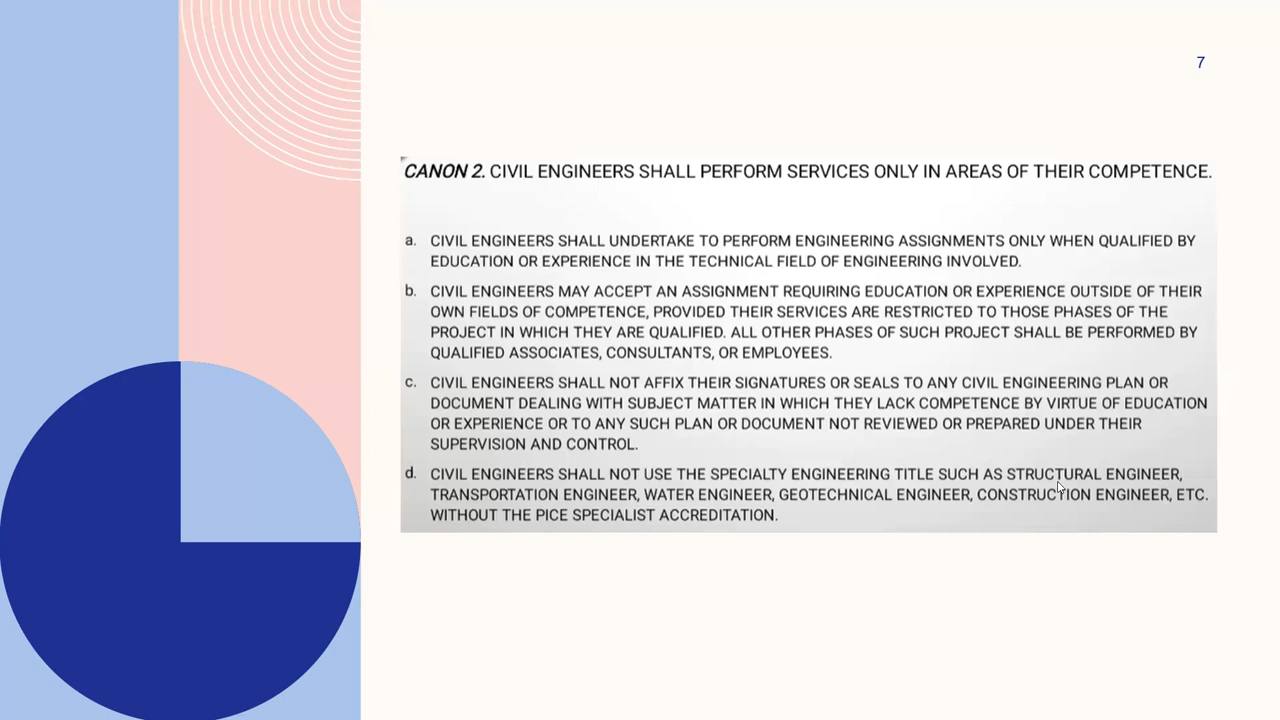 7
CANON 2. CIVIL ENGINEERS SHALL PERFORM SERVICES ONLY IN AREAS OF THEIR COMPETENCE.
a. CIVIL ENGINEERS SHALL UNDERTAKE TO PERFORM ENGINEERING ASSIGNMENTS ONLY WHEN QUALIFIED BY
EDUCATION OR EXPERIENCE IN THE TECHNICAL FIELD OF ENGINEERING INVOLVED.
b. CIVIL ENGINEERS MAY ACCEPT AN ASSIGNMENT REQUIRING EDUCATION OR EXPERIENCE OUTSIDE OF THEIR
OWN FIELDS OF COMPETENCE, PROVIDED THEIR SERVICES ARE RESTRICTED TO THOSE PHASES OF THE
PROJECT IN WHICH THEY ARE QUALIFIED. ALL OTHER PHASES OF SUCH PROJECT SHALL BE PERFORMED BY
QUALIFIED ASSOCIATES, CONSULTANTS, OR EMPLOYEES.
c. CIVIL ENGINEERS SHALL NOT AFFIX THEIR SIGNATURES OR SEALS TO ANY CIVIL ENGINEERING PLAN OR
DOCUMENT DEALING WITH SUBJECT MATTER IN WHICH THEY LACK COMPETENCE BY VIRTUE OF EDUCATION
OR EXPERIENCE OR TO ANY SUCH PLAN OR DOCUMENT NOT REVIEWED OR PREPARED UNDER THEIR
SUPERVISION AND CONTROL.
d. CIVIL ENGINEERS SHALL NOT USE THE SPECIALTY ENGINEERING TITLE SUCH AS STRUCTURAL ENGINEER,
TRANSPORTATION ENGINEER, WATER ENGINEER, GEOTECHNICAL ENGINEER, CONSTRUCTION ENGINEER, ETC.
WITHOUT THE PICE SPECIALIST ACCREDITATION.